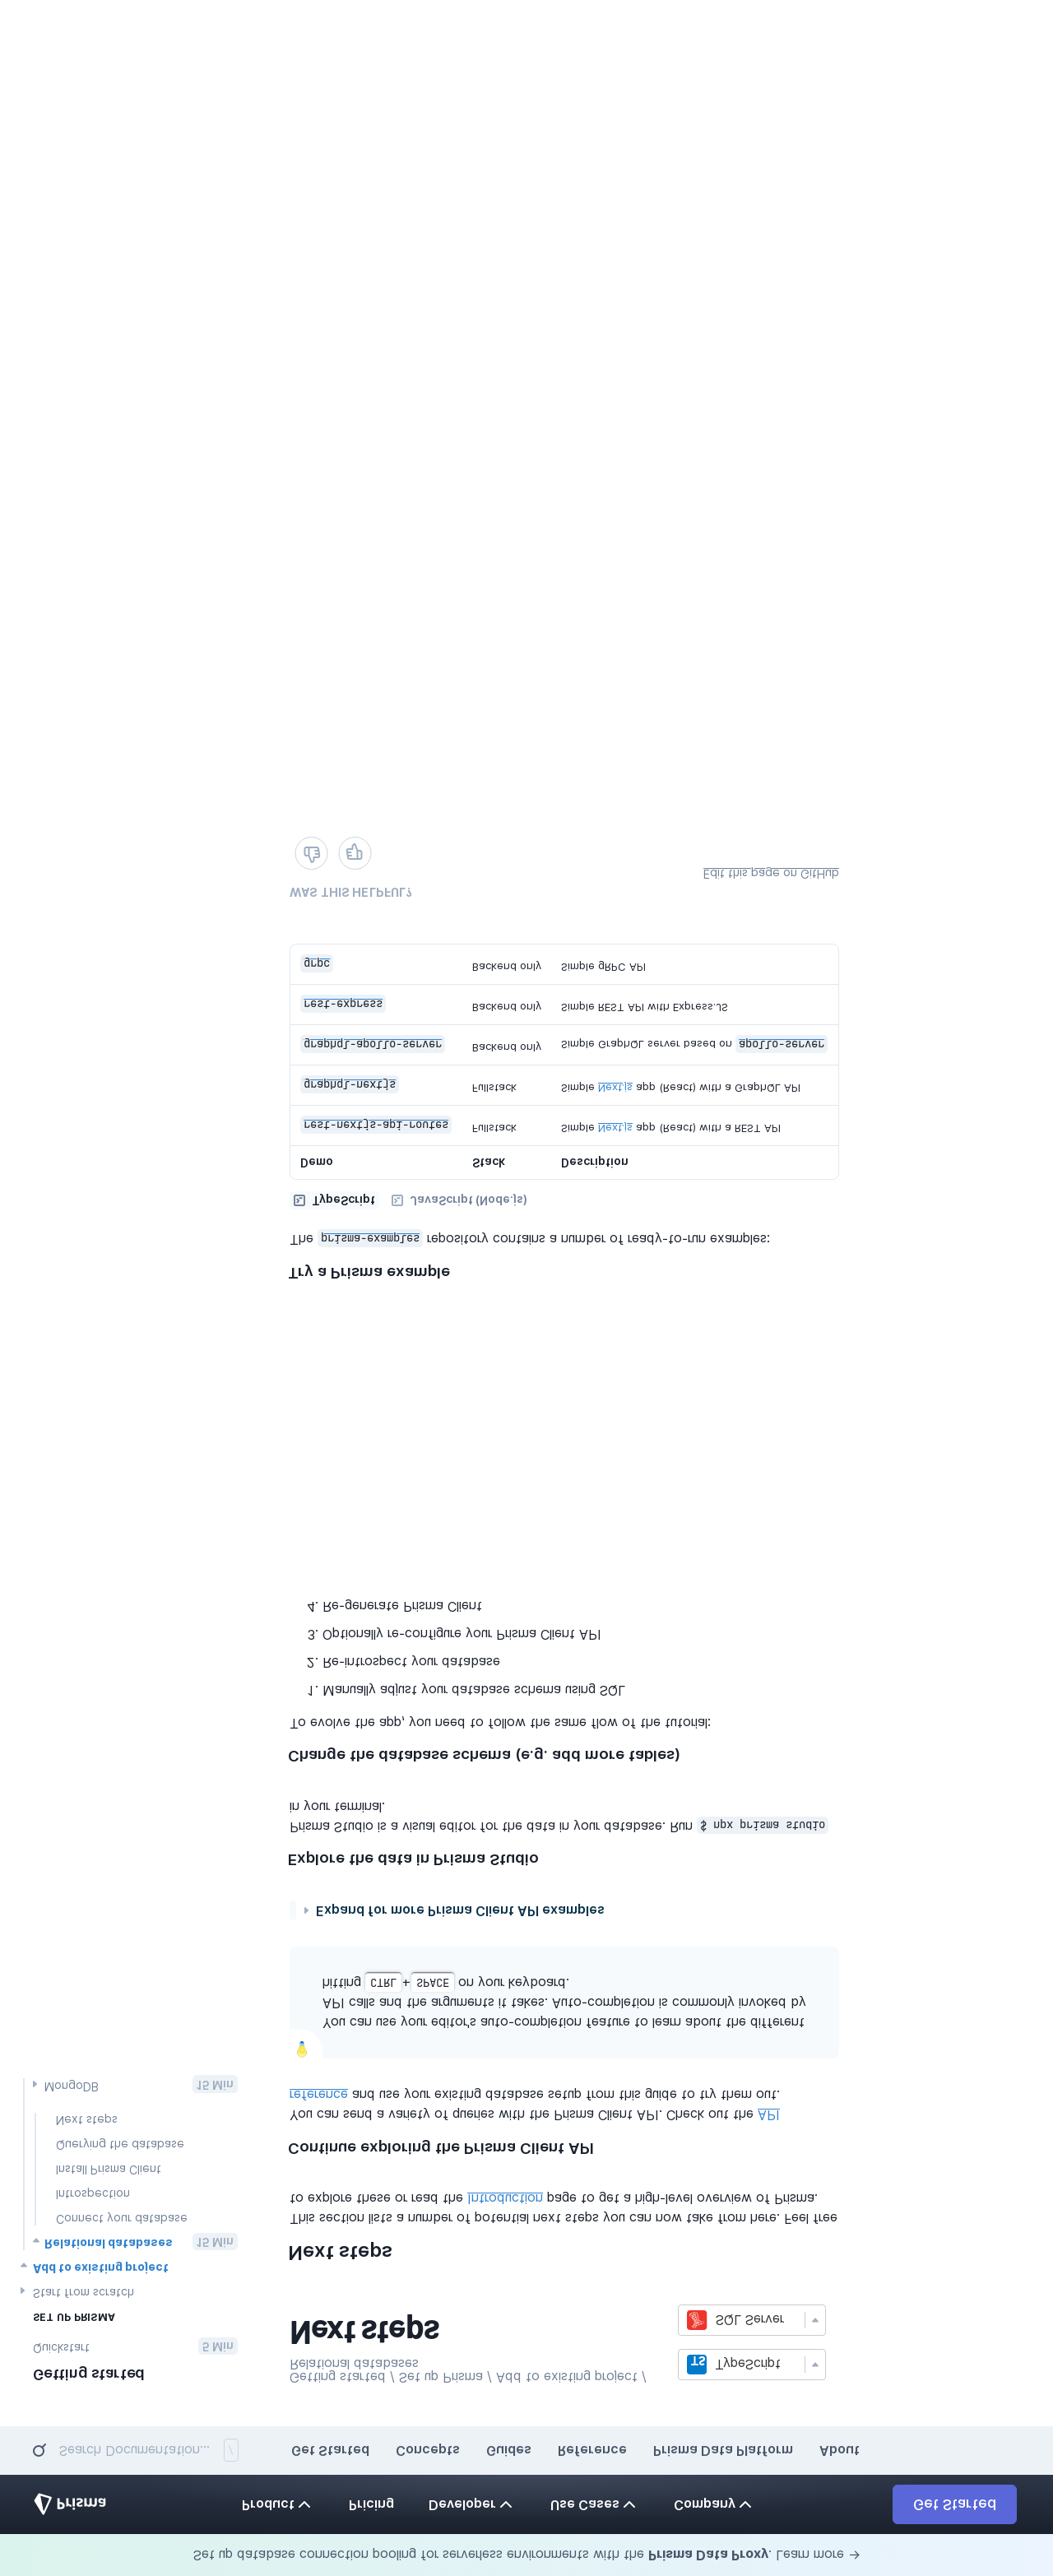 Set up database connection pooling for serverless environments with the Prisma Data Proxy. Learn more →
Prisma
Product
Pricing
Developer
Use Cases
Company
Get Started
Search Documentation...
/
Get Started
Concepts
Guides
Reference
Prisma Data Platform
About
Getting started
Quickstart
5 Min
SET UP PRISMA
Start from scratch
Add to existing project
Relational databases
15 Min
Connect your database
Introspection
Install Prisma Client
Querying the database
Next steps
MongoDB
15 Min
Getting started / Set up Prisma / Add to existing project /
Relational databases
Next steps
TS TypeScript
SQL Server
Next steps
This section lists a number of potential next steps you can now take from here. Feel free
to explore these or read the Introduction page to get a high-level overview of Prisma.
Continue exploring the Prisma Client API
You can send a variety of queries with the Prisma Client API. Check out the API
reference and use your existing database setup from this guide to try them out.
You can use your editor's auto-completion feature to learn about the different
API calls and the arguments it takes. Auto-completion is commonly invoked by
hitting CTRL+SPACE on your keyboard.
Expand for more Prisma Client API examples
Explore the data in Prisma Studio
Prisma Studio is a visual editor for the data in your database. Run $ npx prisma studio
in your terminal.
Change the database schema (e.g. add more tables)
To evolve the app, you need to follow the same flow of the tutorial:
1. Manually adjust your database schema using SQL
2. Re-introspect your database
3. Optionally re-configure your Prisma Client API
4. Re-generate Prisma Client
Try a Prisma example
The prisma-examples repository contains a number of ready-to-run examples:
TypeScript
JavaScript (Node.js)
Demo Stack Description
rest-nextjs-api-routes Fullstack Simple Next.js app (React) with a REST API
graphql-nextjs Fullstack Simple Next.js app (React) with a GraphQL API
graphql-apollo-server Backend only Simple GraphQL server based on apollo-server
rest-express Backend only Simple REST API with Express.JS
grpc Backend only Simple gRPC API
WAS THIS HELPFUL?
Edit this page on GitHub